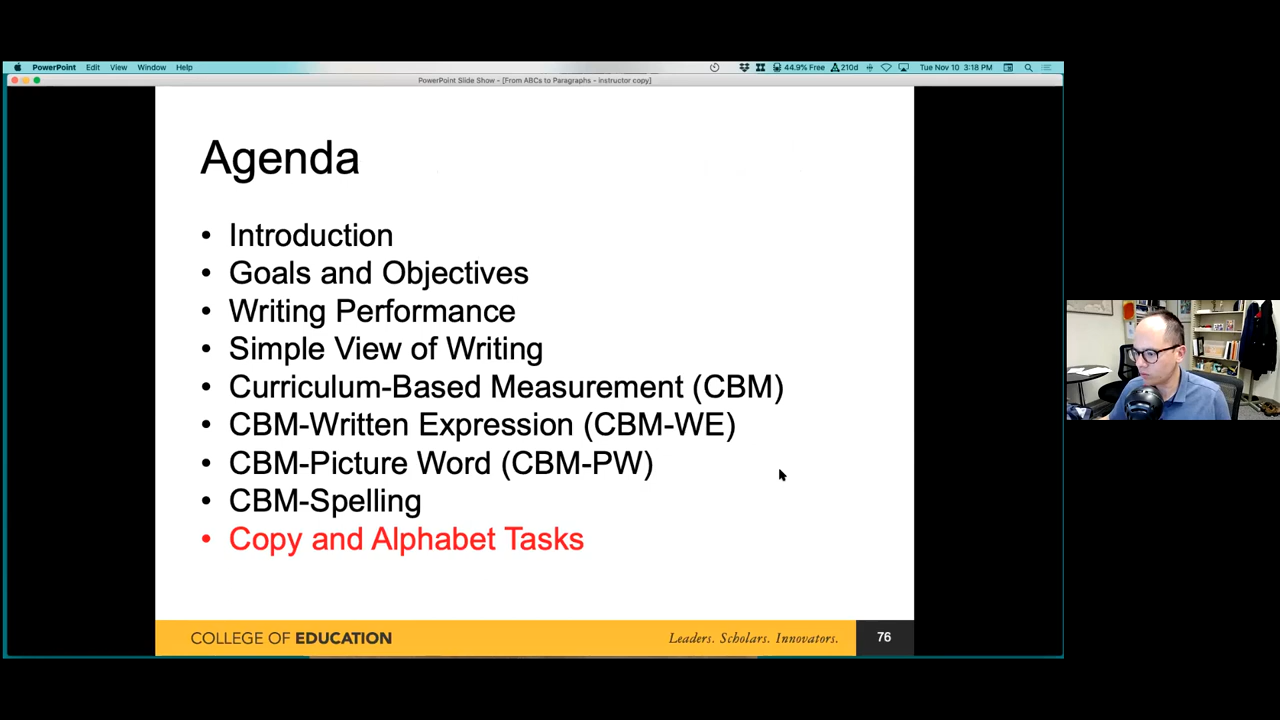 PowerPoint Edit View Window Help 44.9% Free 210d Tue Nov 10 3:18 PM
PowerPoint Slide Show - [From ABCs to Paragraphs - instructor copy]
Agenda
• Introduction
• Goals and Objectives
• Writing Performance
• Simple View of Writing
• Curriculum-Based Measurement (CBM)
• CBM-Written Expression (CBM-WE)
• CBM-Picture Word (CBM-PW)
• CBM-Spelling
• Copy and Alphabet Tasks
COLLEGE OF EDUCATION Leaders. Scholars. Innovators. 76